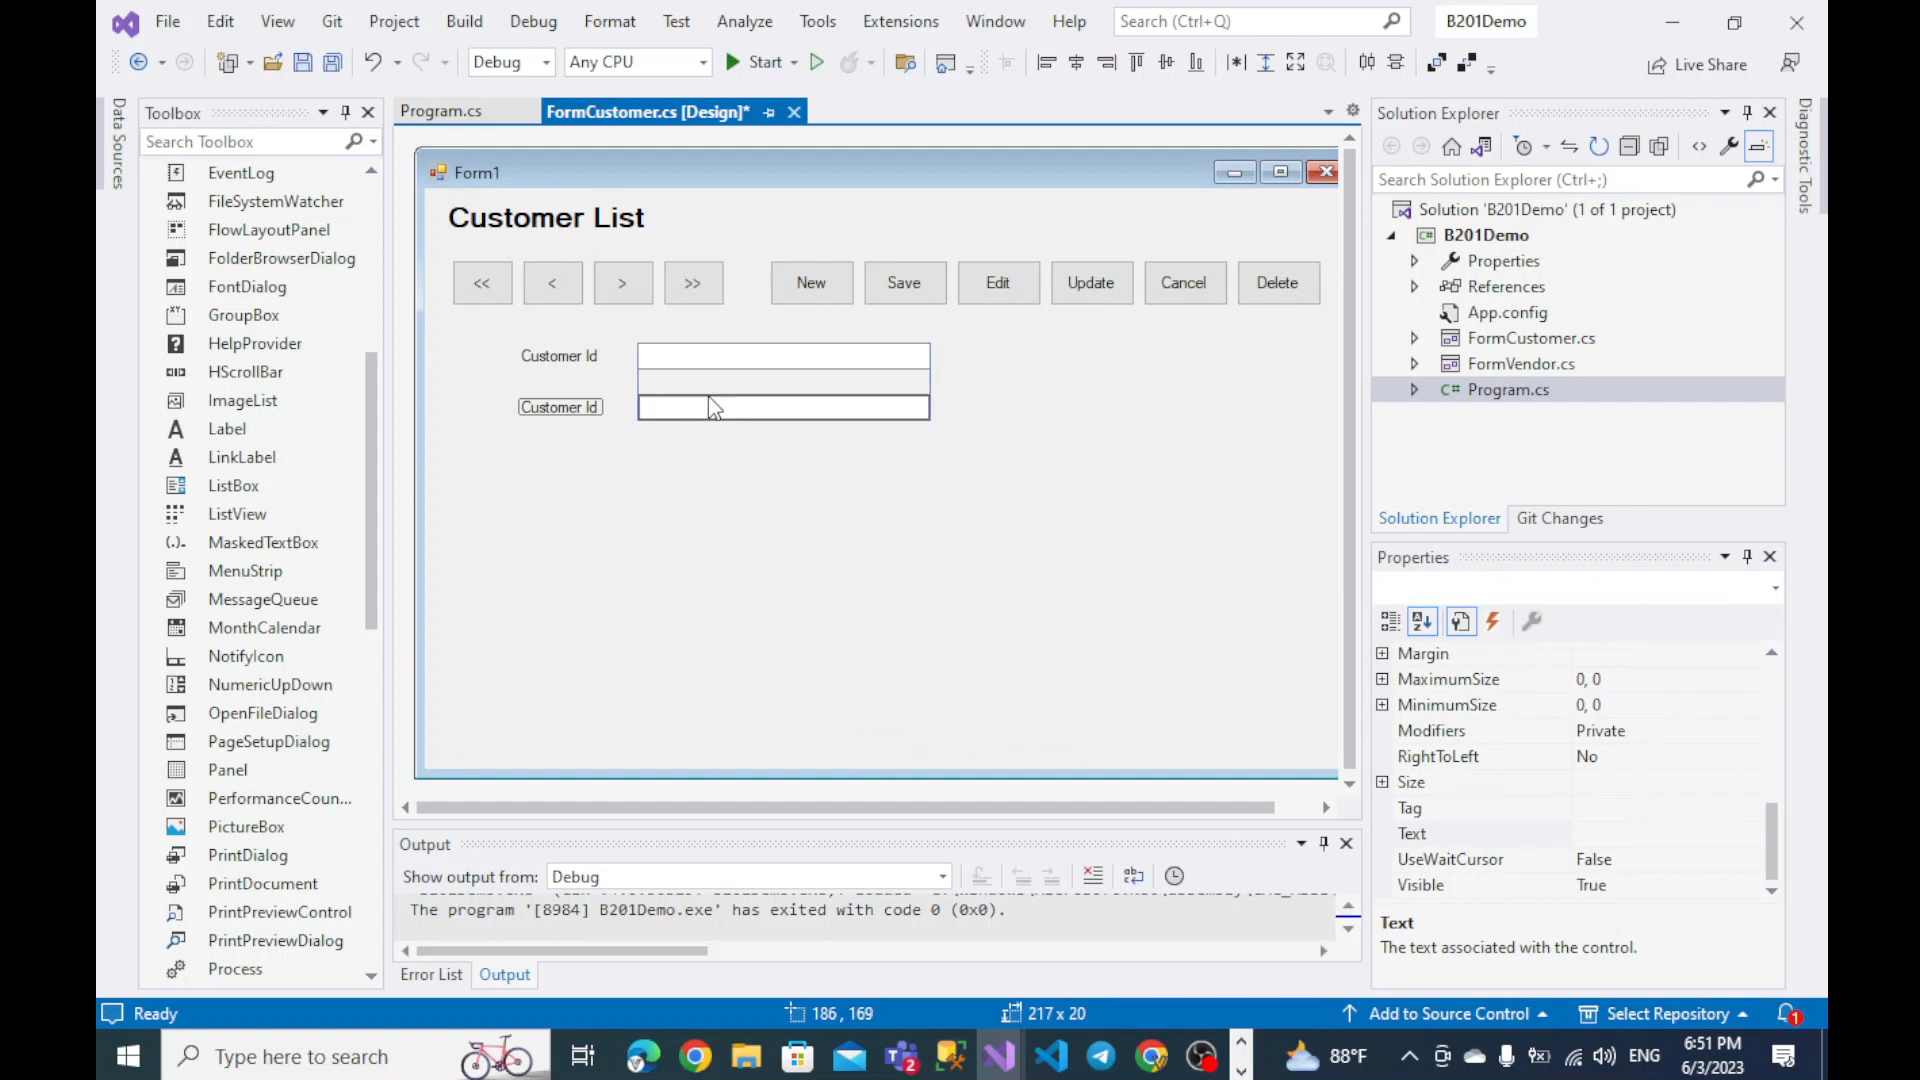 File Edit View Git Project Build Debug Format Test Analyze Tools Extensions Window Help Search (Ctrl+Q) B201Demo
Debug Any CPU Start Live Share
Data Sources
Toolbox
Search Toolbox
EventLog
FileSystemWatcher
FlowLayoutPanel
FolderBrowserDialog
FontDialog
GroupBox
HelpProvider
HScrollBar
ImageList
Label
LinkLabel
ListBox
ListView
MaskedTextBox
MenuStrip
MessageQueue
MonthCalendar
NotifyIcon
NumericUpDown
OpenFileDialog
PageSetupDialog
Panel
PerformanceCoun...
PictureBox
PrintDialog
PrintDocument
PrintPreviewControl
PrintPreviewDialog
Process
Program.cs FormCustomer.cs [Design]*
Form1
Customer List
<< < > >> New Save Edit Update Cancel Delete
Customer Id
Customer Id
Output
Show output from: Debug
The program '[8984] B201Demo.exe' has exited with code 0 (0x0).
Error List Output
Solution Explorer
Search Solution Explorer (Ctrl+;)
Solution 'B201Demo' (1 of 1 project)
B201Demo
Properties
References
App.config
FormCustomer.cs
FormVendor.cs
C# Program.cs
Solution Explorer Git Changes
Properties
Margin
MaximumSize 0, 0
MinimumSize 0, 0
Modifiers Private
RightToLeft No
Size
Tag
Text
UseWaitCursor False
Visible True
Text
The text associated with the control.
Diagnostic Tools
Ready 186 , 169 217 x 20 Add to Source Control Select Repository 1
Type here to search 2 88°F ENG 6:51 PM
6/3/2023